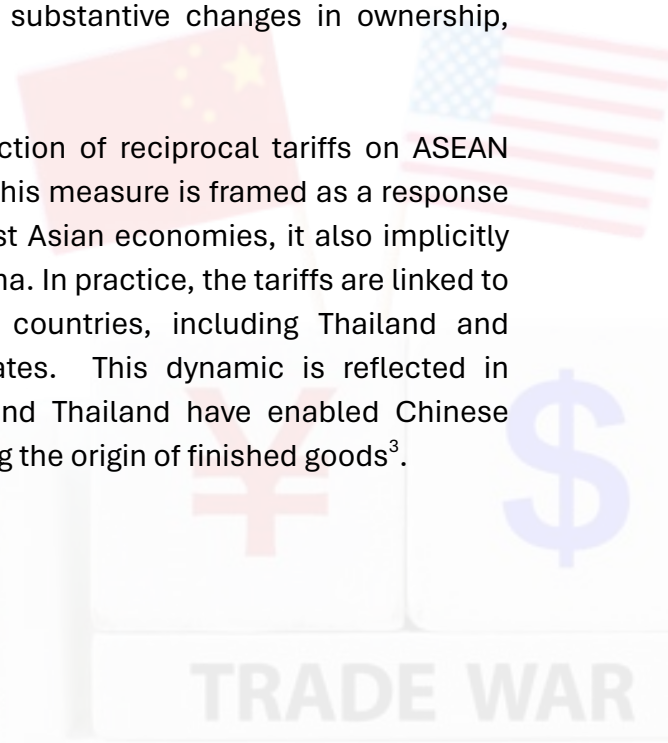 substantive changes in ownership,
ction of reciprocal tariffs on ASEAN
his measure is framed as a response
st Asian economies, it also implicitly
na. In practice, the tariffs are linked to
countries, including Thailand and
ates. This dynamic is reflected in
nd Thailand have enabled Chinese
g the origin of finished goods³.
¥
$
TRADE WAR